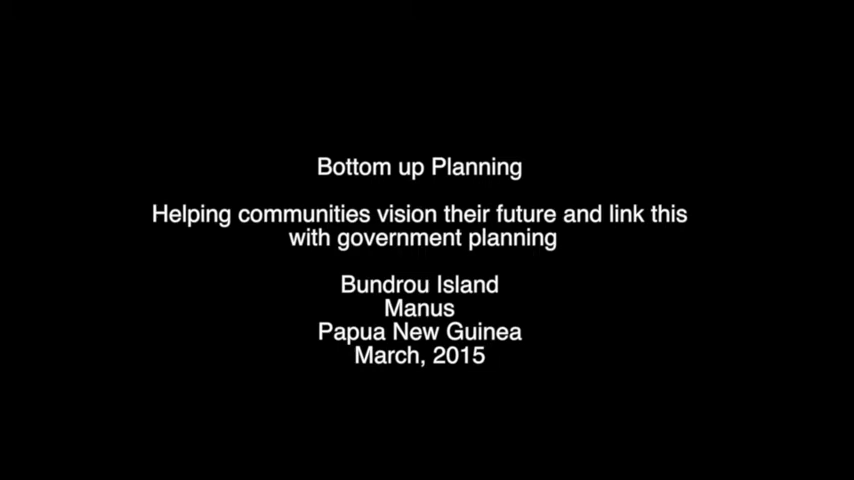 Bottom up Planning
Helping communities vision their future and link this
with government planning
Bundrou Island
Manus
Papua New Guinea
March, 2015